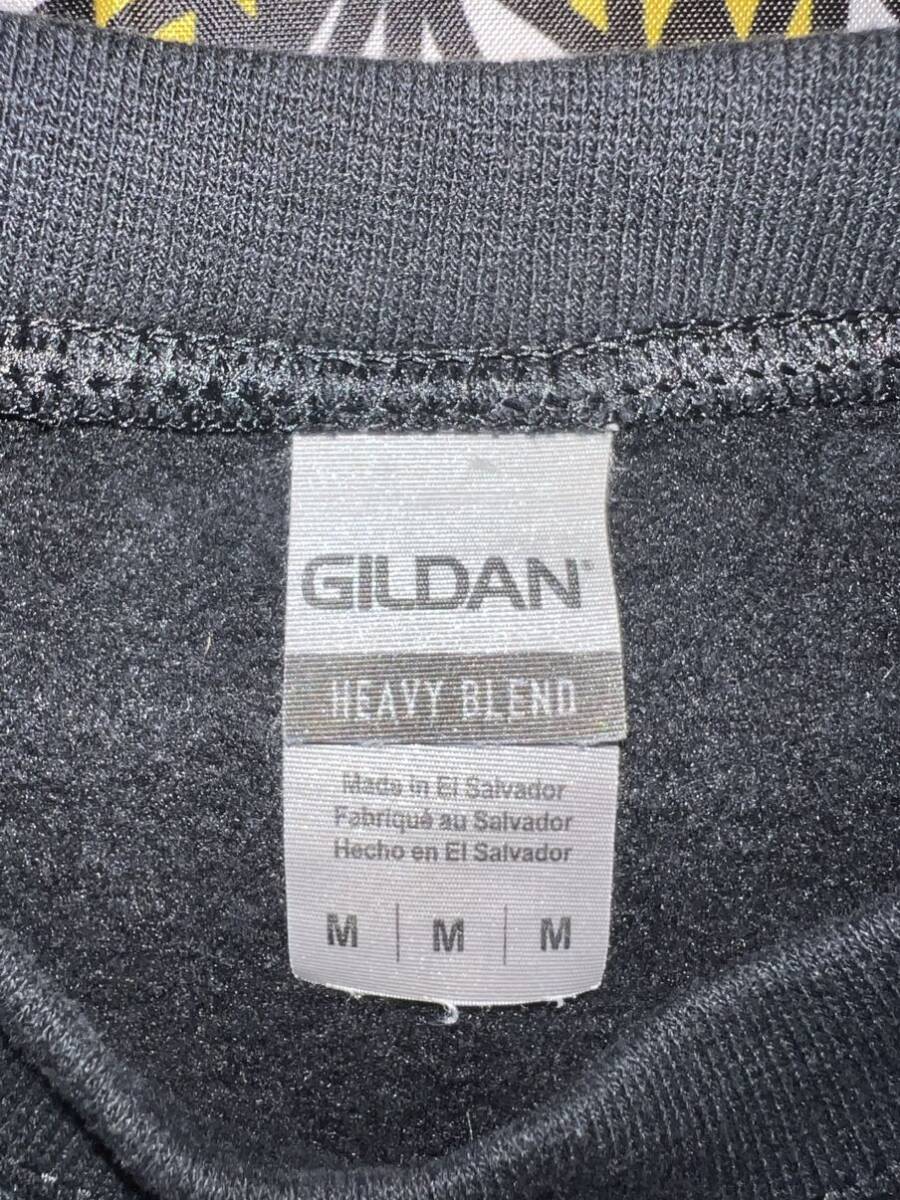 GILDAN
HEAVY BLEND
Made in El Salvador
Fabriqué au Salvador
Hecho en El Salvador
M | M | M